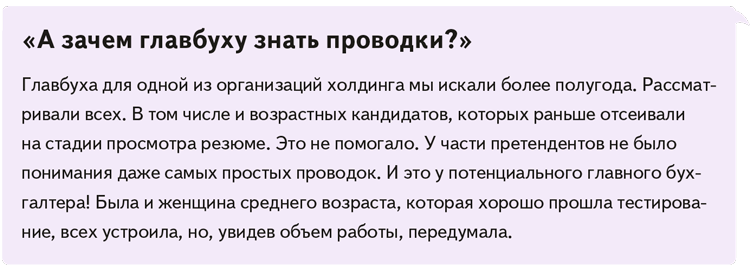 «А зачем главбуху знать проводки?»
Главбуха для одной из организаций холдинга мы искали более полугода. Рассмат-
ривали всех. В том числе и возрастных кандидатов, которых раньше отсеивали
на стадии просмотра резюме. Это не помогало. У части претендентов не было
понимания даже самых простых проводок. И это у потенциального главного бух-
галтера! Была и женщина среднего возраста, которая хорошо прошла тестирова-
ние, всех устроила, но, увидев объем работы, передумала.